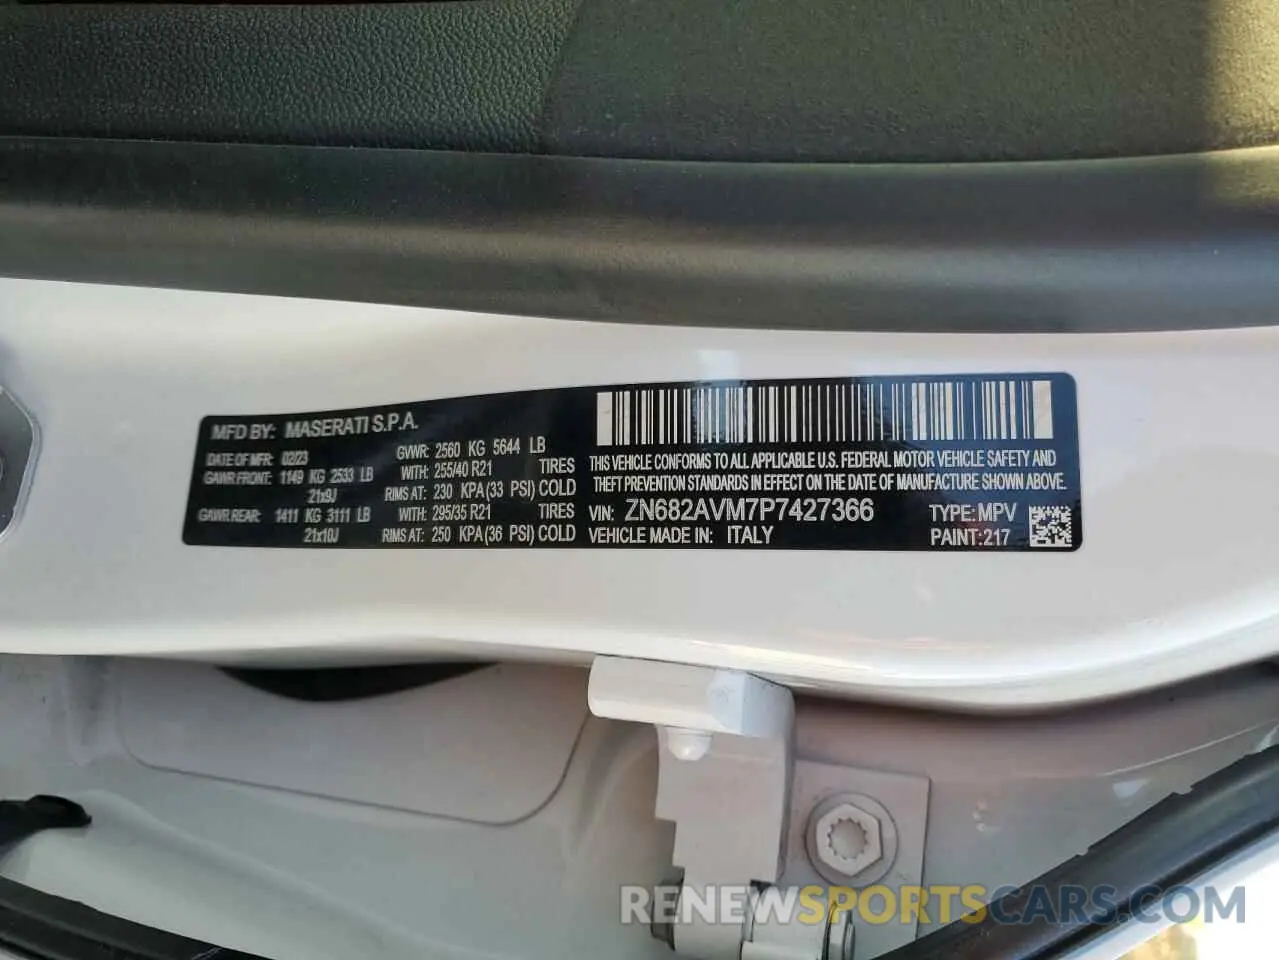 MFD BY: MASERATI S.P.A.
DATE OF MFR: 02/23 GVWR: 2560 KG 5644 LB
GAWR FRONT: 1149 KG 2533 LB WITH: 255/40 R21 TIRES
21x9J RIMS AT: 230 KPA (33 PSI) COLD
GAWR REAR: 1411 KG 3111 LB WITH: 295/35 R21 TIRES
21x10J RIMS AT: 250 KPA (36 PSI) COLD
THIS VEHICLE CONFORMS TO ALL APPLICABLE U.S. FEDERAL MOTOR VEHICLE SAFETY AND
THEFT PREVENTION STANDARDS IN EFFECT ON THE DATE OF MANUFACTURE SHOWN ABOVE.
VIN: ZN682AVM7P7427366 TYPE: MPV
VEHICLE MADE IN: ITALY PAINT:217
RENEWSPORTSCARS.COM